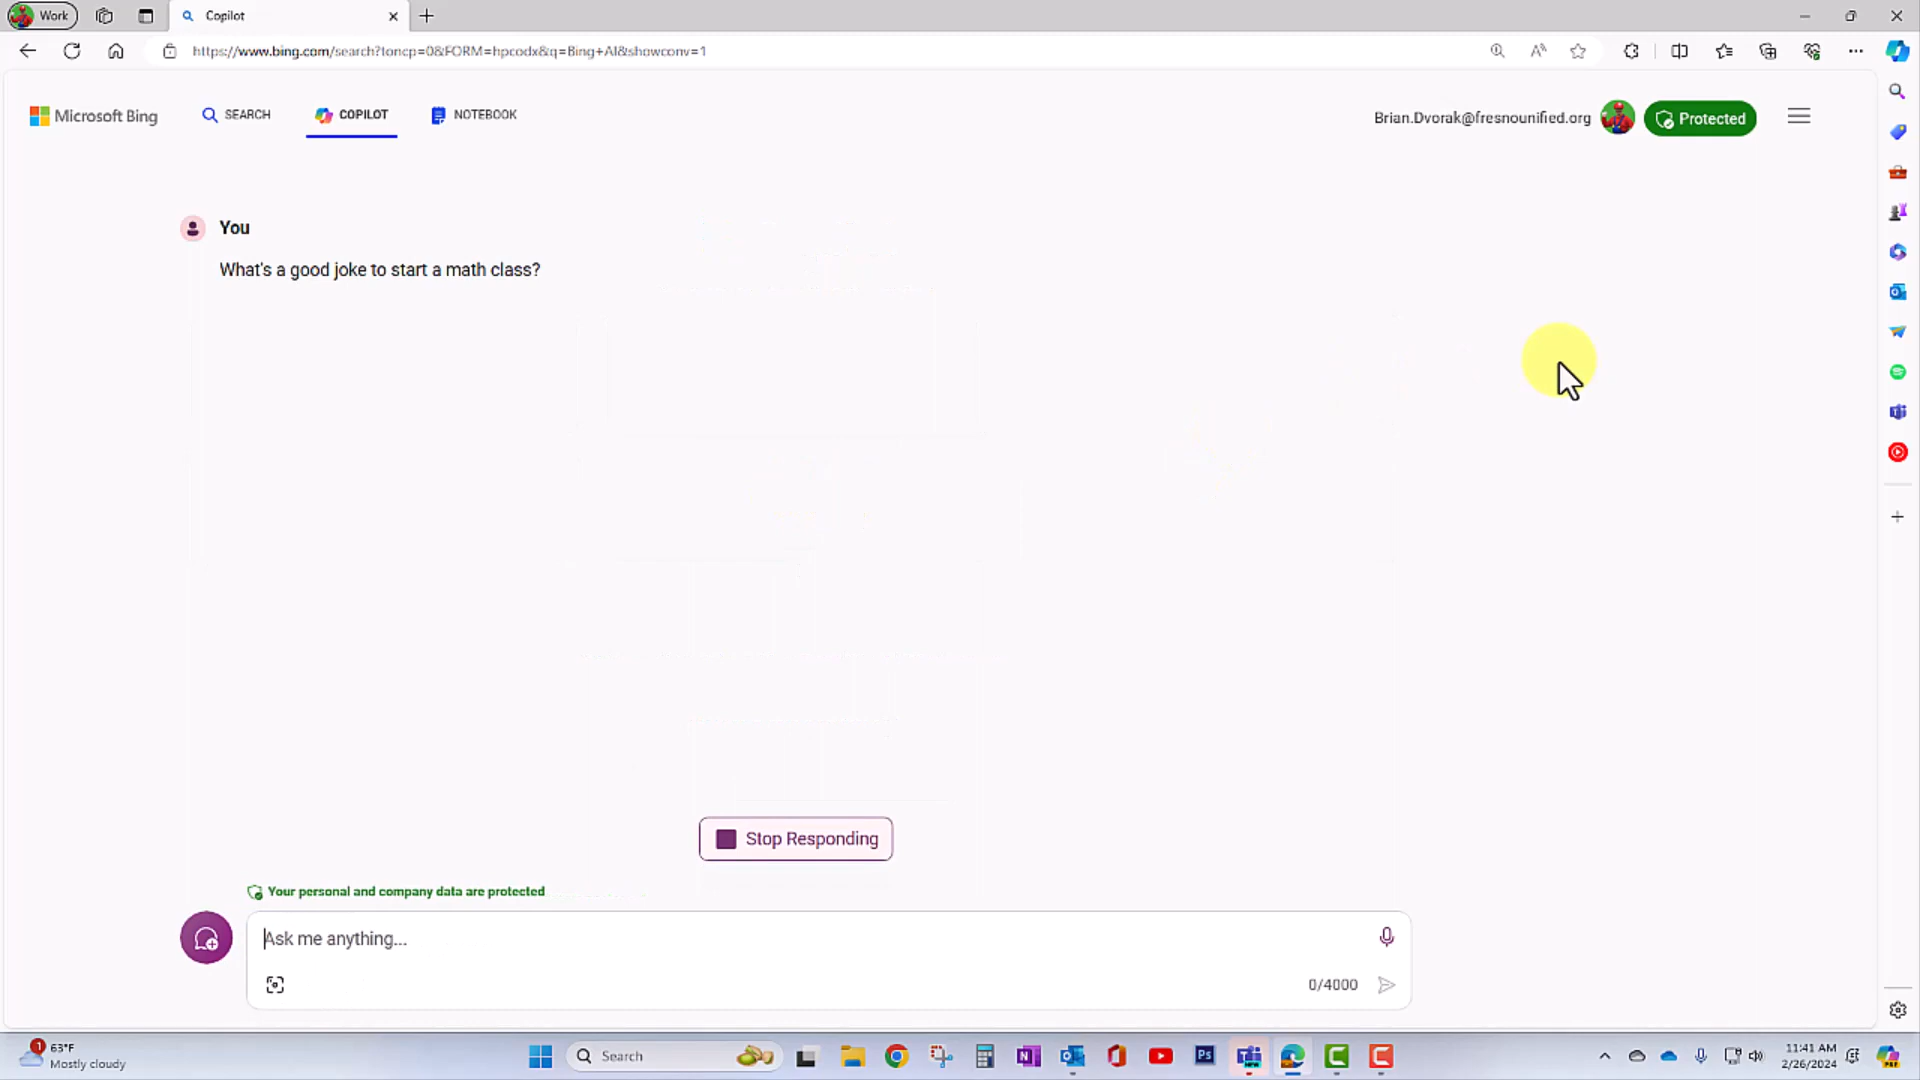 Work
Copilot
https://www.bing.com/search?toncp=0&FORM=hpcodx&q=Bing+AI&showconv=1
Microsoft Bing
SEARCH
COPILOT
NOTEBOOK
Brian.Dvorak@fresnounified.org
Protected
You
What's a good joke to start a math class?
Stop Responding
Your personal and company data are protected
Ask me anything...
0/4000
1
63°F
Mostly cloudy
Search
Ps
11:41 AM
2/26/2024